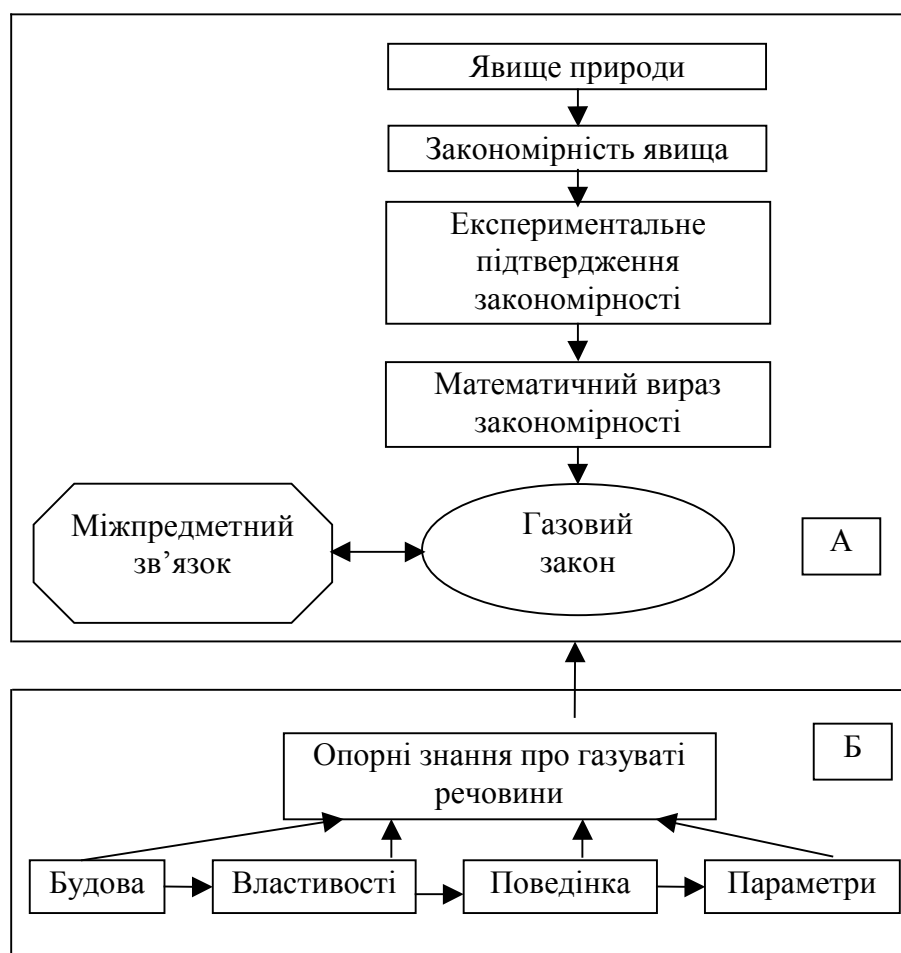 Явище природи
Закономірність явища
Експериментальне
підтвердження
закономірності
Математичний вираз
закономірності
Міжпредметний
зв’язок
Газовий
закон
А
Б
Опорні знання про газуваті
речовини
Будова
Властивості
Поведінка
Параметри